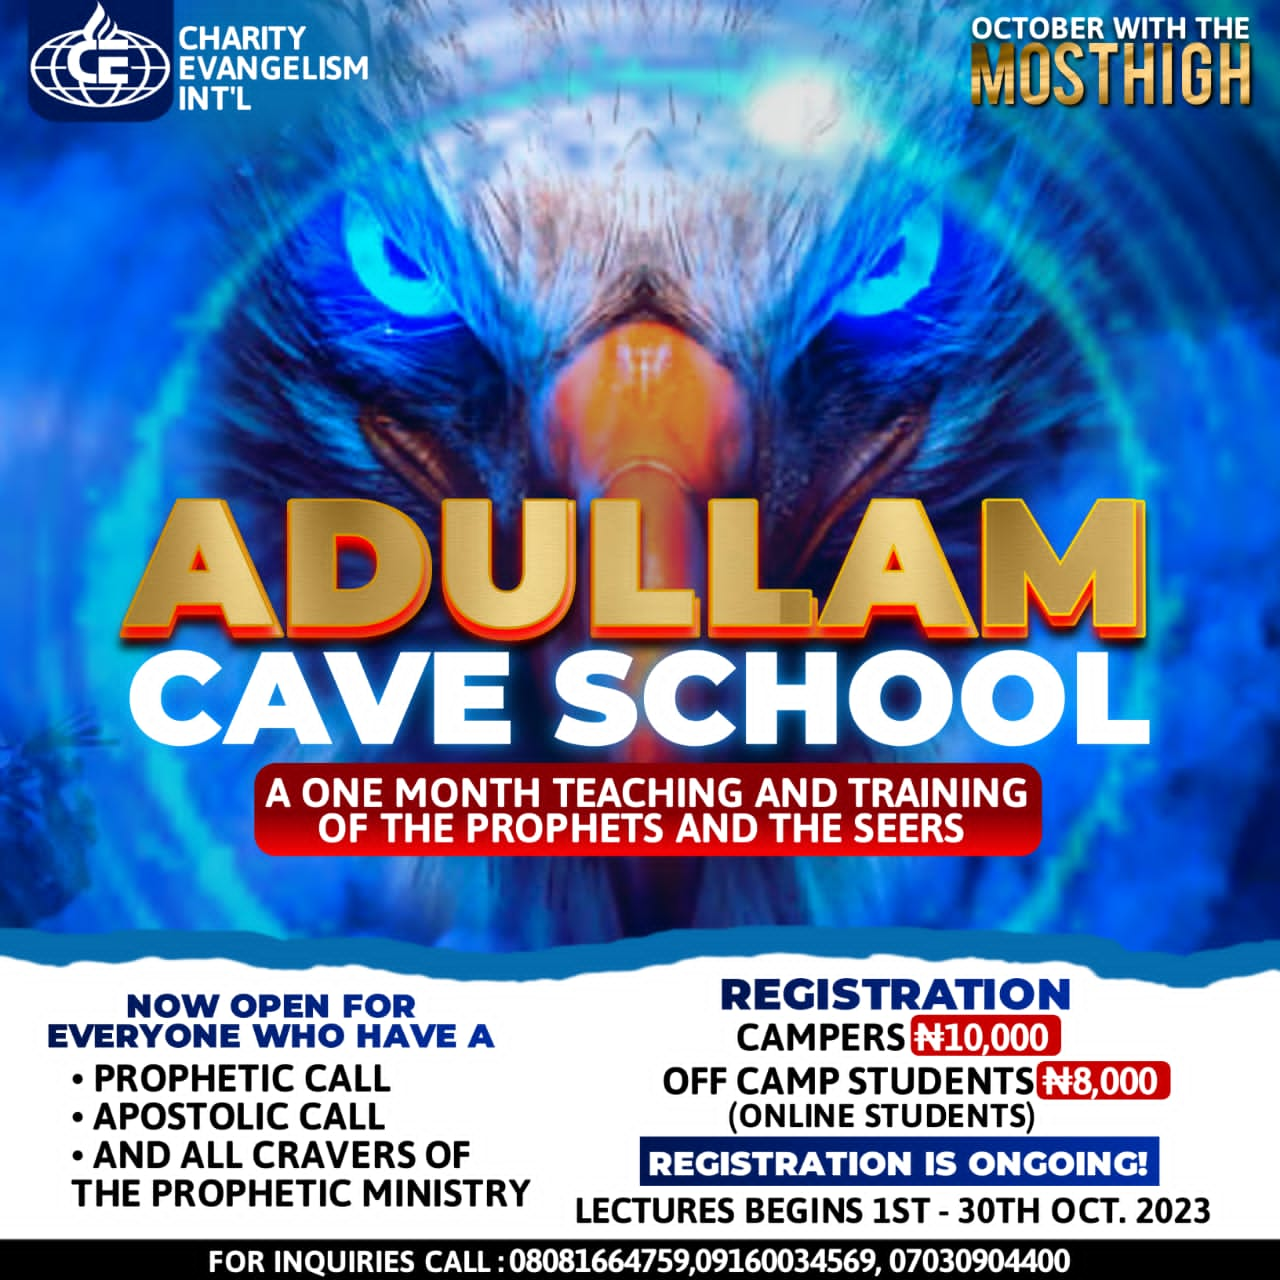 CE
CHARITY
EVANGELISM
INT'L
OCTOBER WITH THE
MOSTHIGH
ADULLAM
CAVE SCHOOL
A ONE MONTH TEACHING AND TRAINING
OF THE PROPHETS AND THE SEERS
NOW OPEN FOR
EVERYONE WHO HAVE A
• PROPHETIC CALL
• APOSTOLIC CALL
• AND ALL CRAVERS OF
THE PROPHETIC MINISTRY
REGISTRATION
CAMPERS ₦10,000
OFF CAMP STUDENTS ₦8,000
(ONLINE STUDENTS)
REGISTRATION IS ONGOING!
LECTURES BEGINS 1ST - 30TH OCT. 2023
FOR INQUIRIES CALL : 08081664759,09160034569, 07030904400